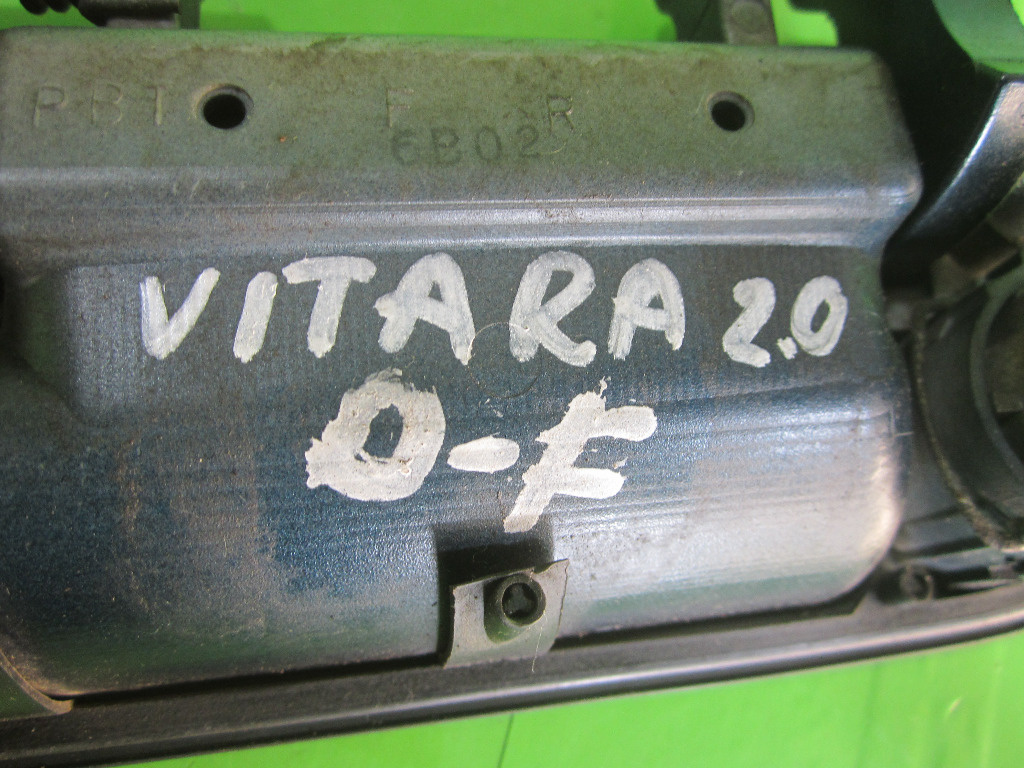 PBT F R
6B02
VITARA 2.0
O-F